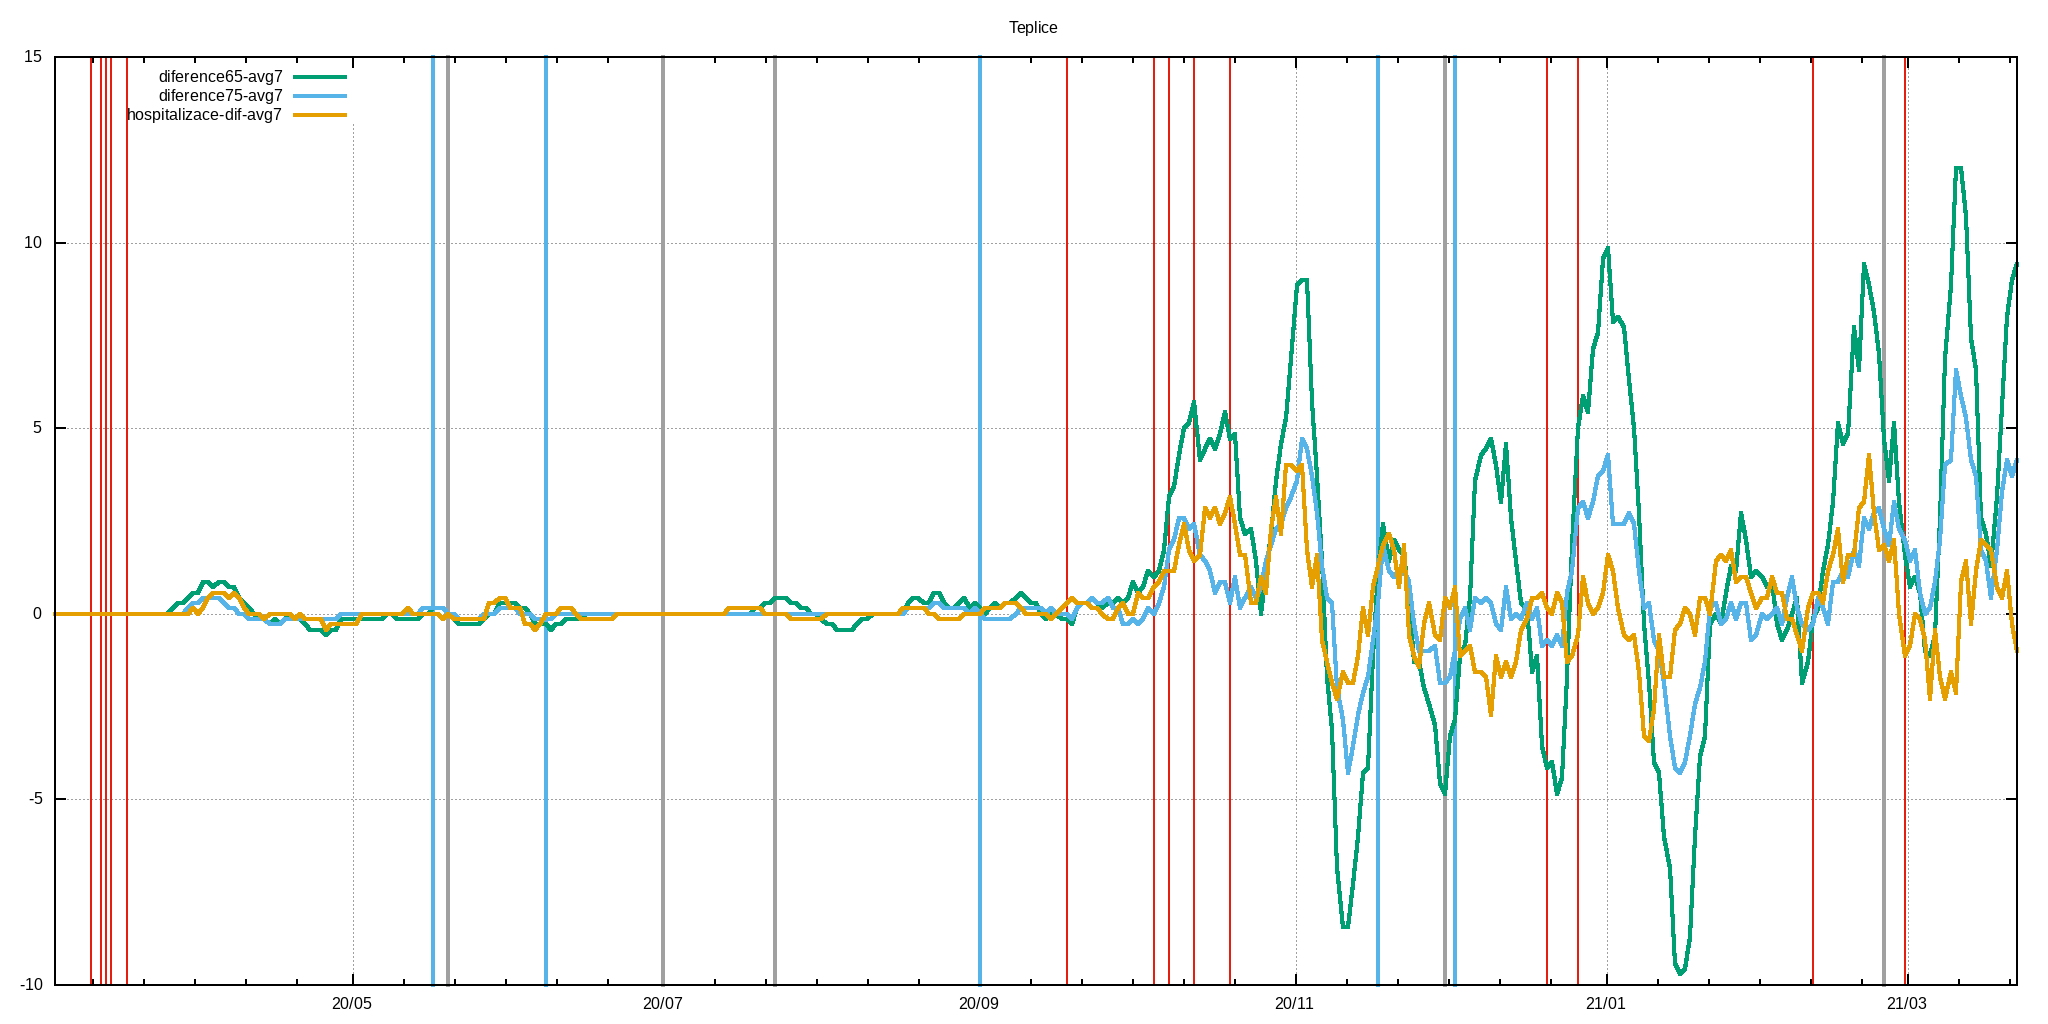 Teplice
15
diference65-avg7
diference75-avg7
hospitalizace-dif-avg7
10
5
0
-5
-10
20/05 20/07 20/09 20/11 21/01 21/03